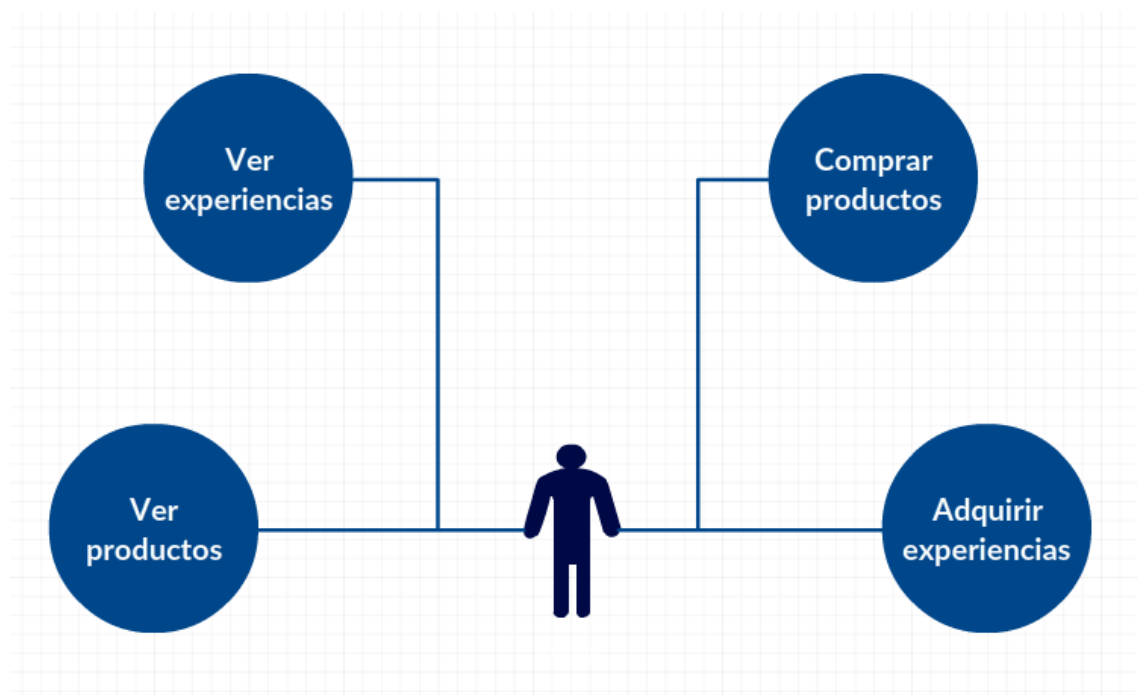 Ver
experiencias
Comprar
productos
Ver
productos
Adquirir
experiencias